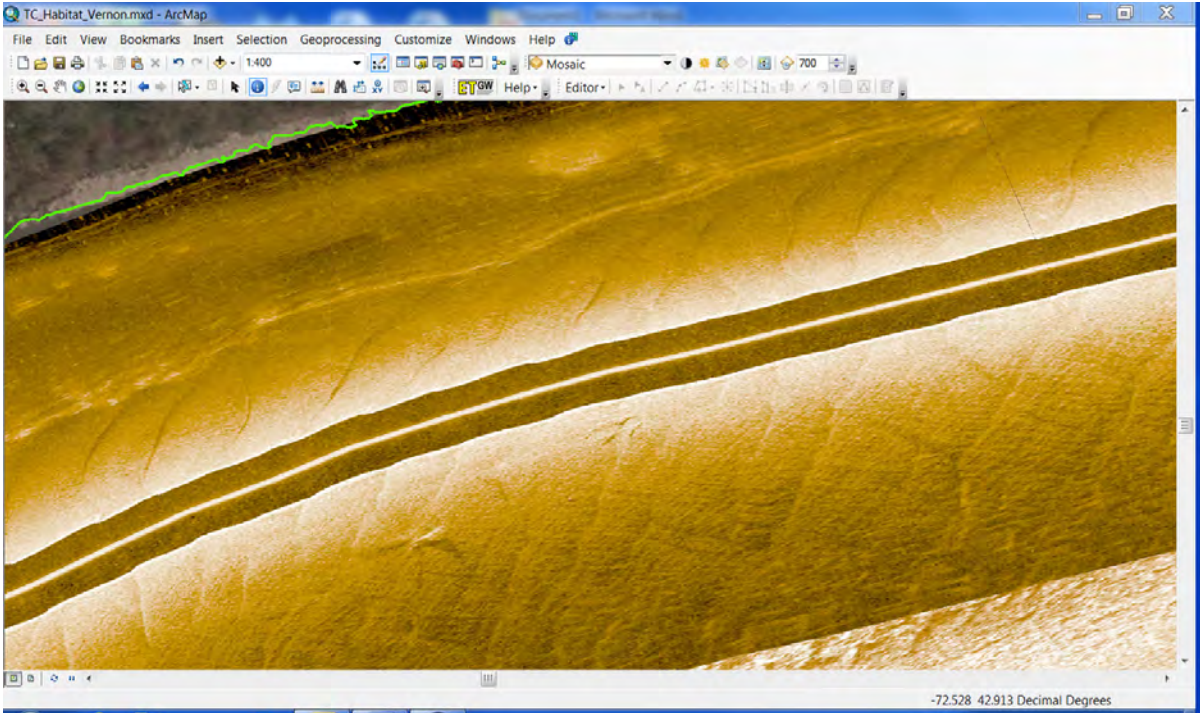 TC_Habitat_Vernon.mxd - ArcMap
File Edit View Bookmarks Insert Selection Geoprocessing Customize Windows Help
1:400 Mosaic 700
ETGW Help Editor
-72.528 42.913 Decimal Degrees